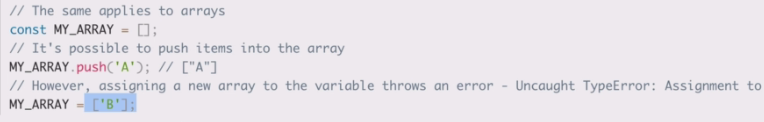 // The same applies to arrays
const MY_ARRAY = [];
// It's possible to push items into the array
MY_ARRAY.push('A'); // ["A"]
// However, assigning a new array to the variable throws an error - Uncaught TypeError: Assignment to
MY_ARRAY = ['B'];